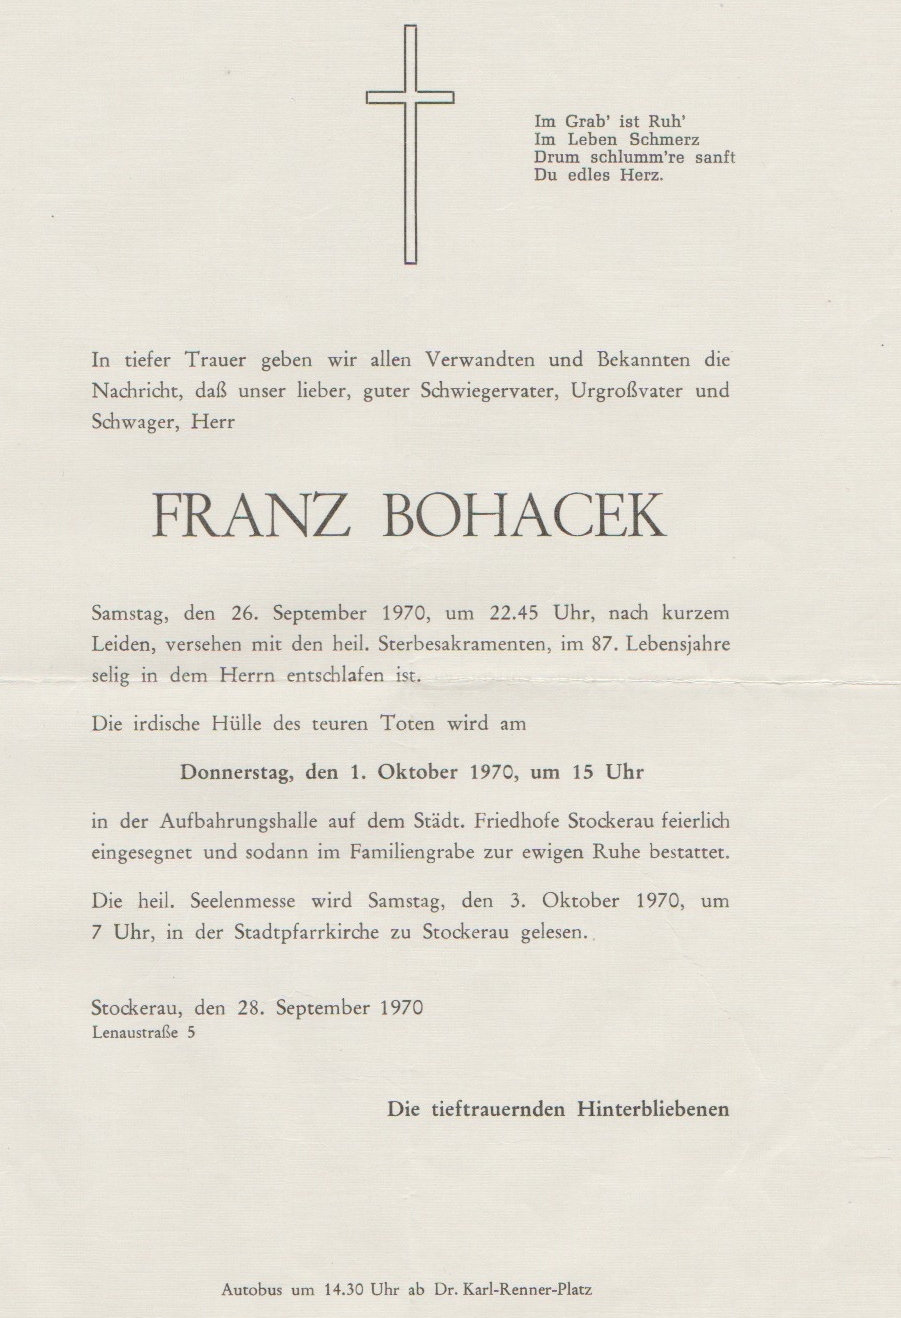 Im Grab' ist Ruh'
Im Leben Schmerz
Drum schlumm're sanft
Du edles Herz.
In tiefer Trauer geben wir allen Verwandten und Bekannten die
Nachricht, daß unser lieber, guter Schwiegervater, Urgroßvater und
Schwager, Herr
FRANZ BOHACEK
Samstag, den 26. September 1970, um 22.45 Uhr, nach kurzem
Leiden, versehen mit den heil. Sterbesakramenten, im 87. Lebensjahre
selig in dem Herrn entschlafen ist.
Die irdische Hülle des teuren Toten wird am
Donnerstag, den 1. Oktober 1970, um 15 Uhr
in der Aufbahrungshalle auf dem Städt. Friedhofe Stockerau feierlich
eingesegnet und sodann im Familiengrabe zur ewigen Ruhe bestattet.
Die heil. Seelenmesse wird Samstag, den 3. Oktober 1970, um
7 Uhr, in der Stadtpfarrkirche zu Stockerau gelesen.
Stockerau, den 28. September 1970
Lenaustraße 5
Die tieftrauernden Hinterbliebenen
Autobus um 14.30 Uhr ab Dr. Karl-Renner-Platz